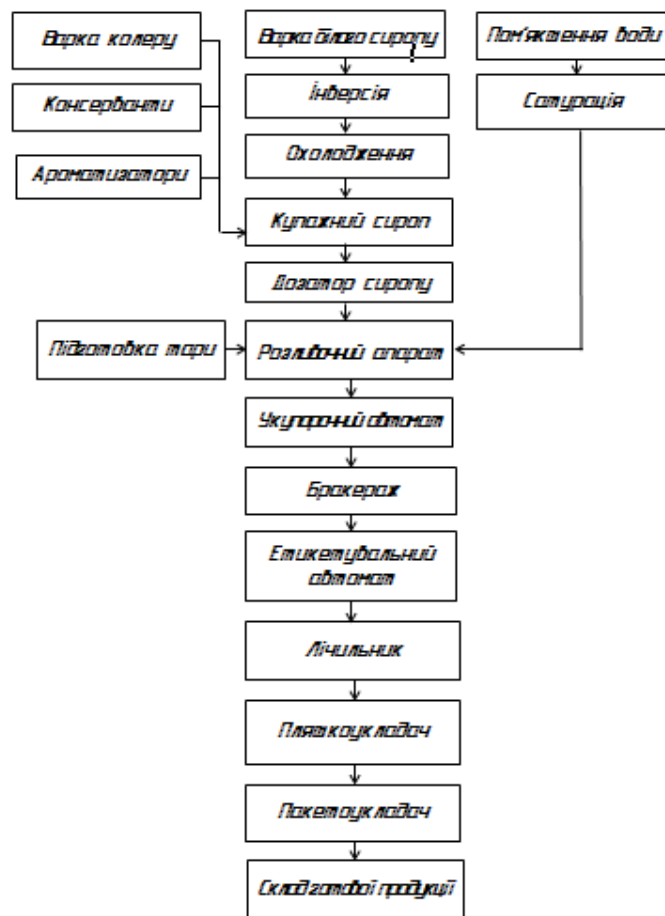 Варка колеру
Варка білого сиропу
Пом'якшення води
Інверсія
Консерванти
Сатурація
Охолодження
Ароматизатори
Купажний сироп
Дозатор сиропу
Підготовка тари
Розливочний апарат
Укупорочний автомат
Бракераж
Етикетувальний
автомат
Лічильник
Пляшкоукладач
Пакетоукладач
Склад готової продукції